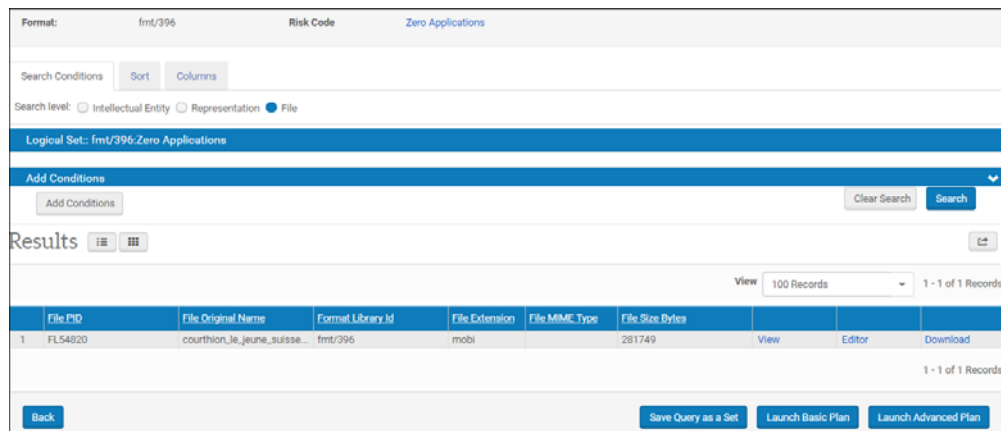 Format: fmt/396 Risk Code Zero Applications
Search Conditions Sort Columns
Search level: Intellectual Entity Representation File
Logical Set:: fmt/396:Zero Applications
Add Conditions
Add Conditions Clear Search Search
Results
View 100 Records 1 - 1 of 1 Records
File PID File Original Name Format Library Id File Extension File MIME Type File Size Bytes
1 FL54820 courthion_le_jeune_suisse... fmt/396 mobi 281749 View Editor Download
1 - 1 of 1 Records
Back Save Query as a Set Launch Basic Plan Launch Advanced Plan